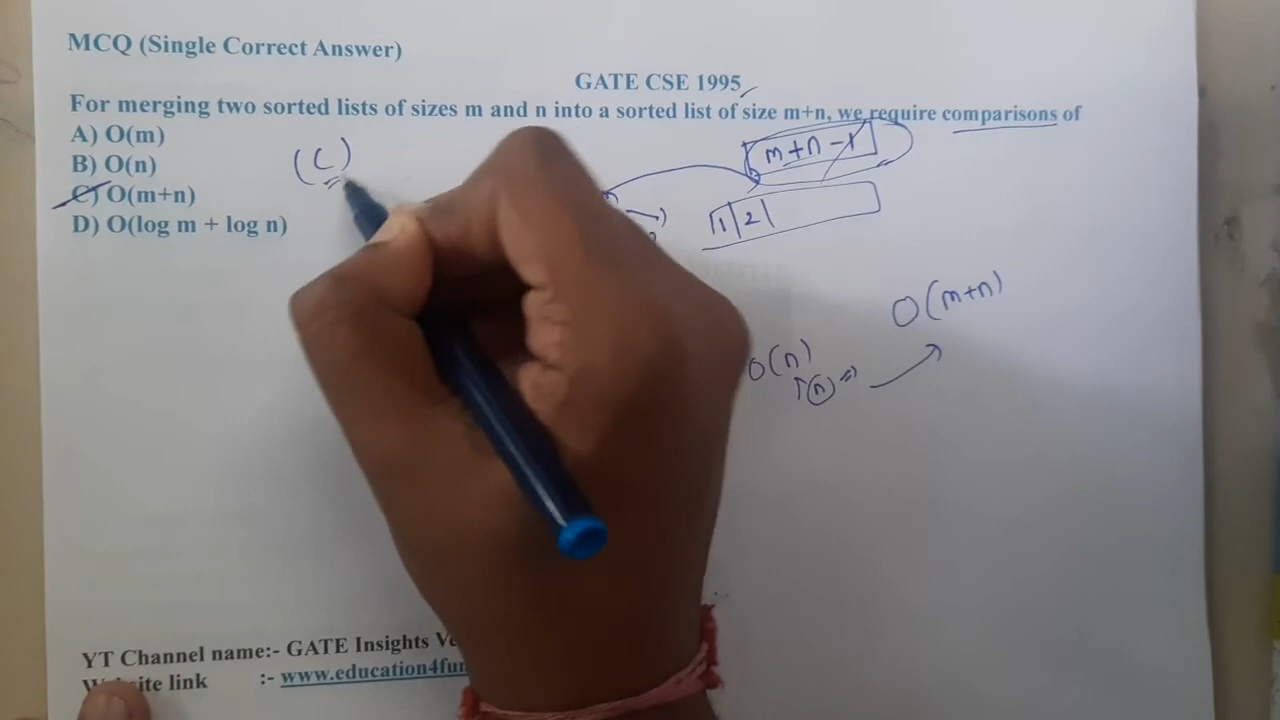 MCQ (Single Correct Answer)
GATE CSE 1995
For merging two sorted lists of sizes m and n into a sorted list of size m+n, we require comparisons of
A) O(m)
B) O(n)
C) O(m+n)
D) O(log m + log n)
(C)
m+n-1
1 2
O(m+n)
O(n)
n
YT Channel name:- GATE Insights
link :- www.education4fu